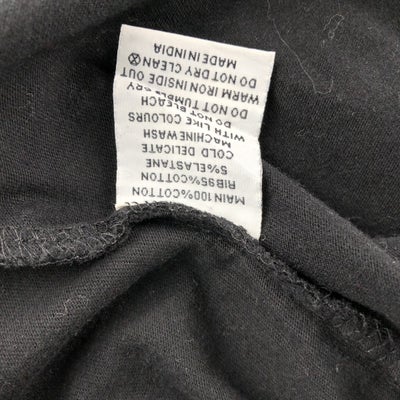 MAIN 100%COTTON
RIB95%COTTON
5%ELASTANE
COLD DELICATE
MACHINE WASH
WITH LIKE COLOURS
DO NOT BLEACH
DO NOT TUMBLE DRY
WARM IRON INSIDE OUT
DO NOT DRY CLEAN
MADE IN INDIA